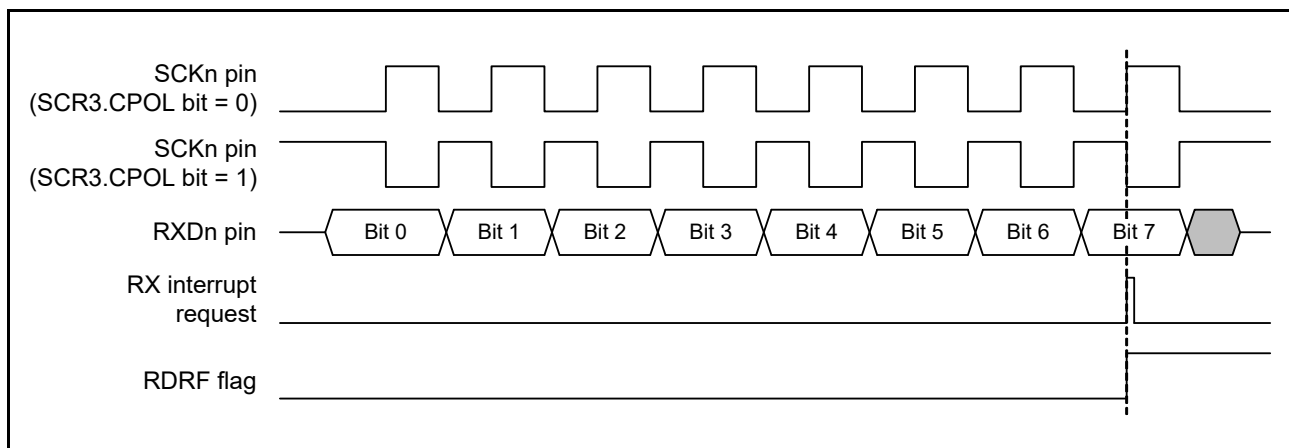 SCKn pin
(SCR3.CPOL bit = 0)
SCKn pin
(SCR3.CPOL bit = 1)
RXDn pin
Bit 0 Bit 1 Bit 2 Bit 3 Bit 4 Bit 5 Bit 6 Bit 7
RX interrupt
request
RDRF flag